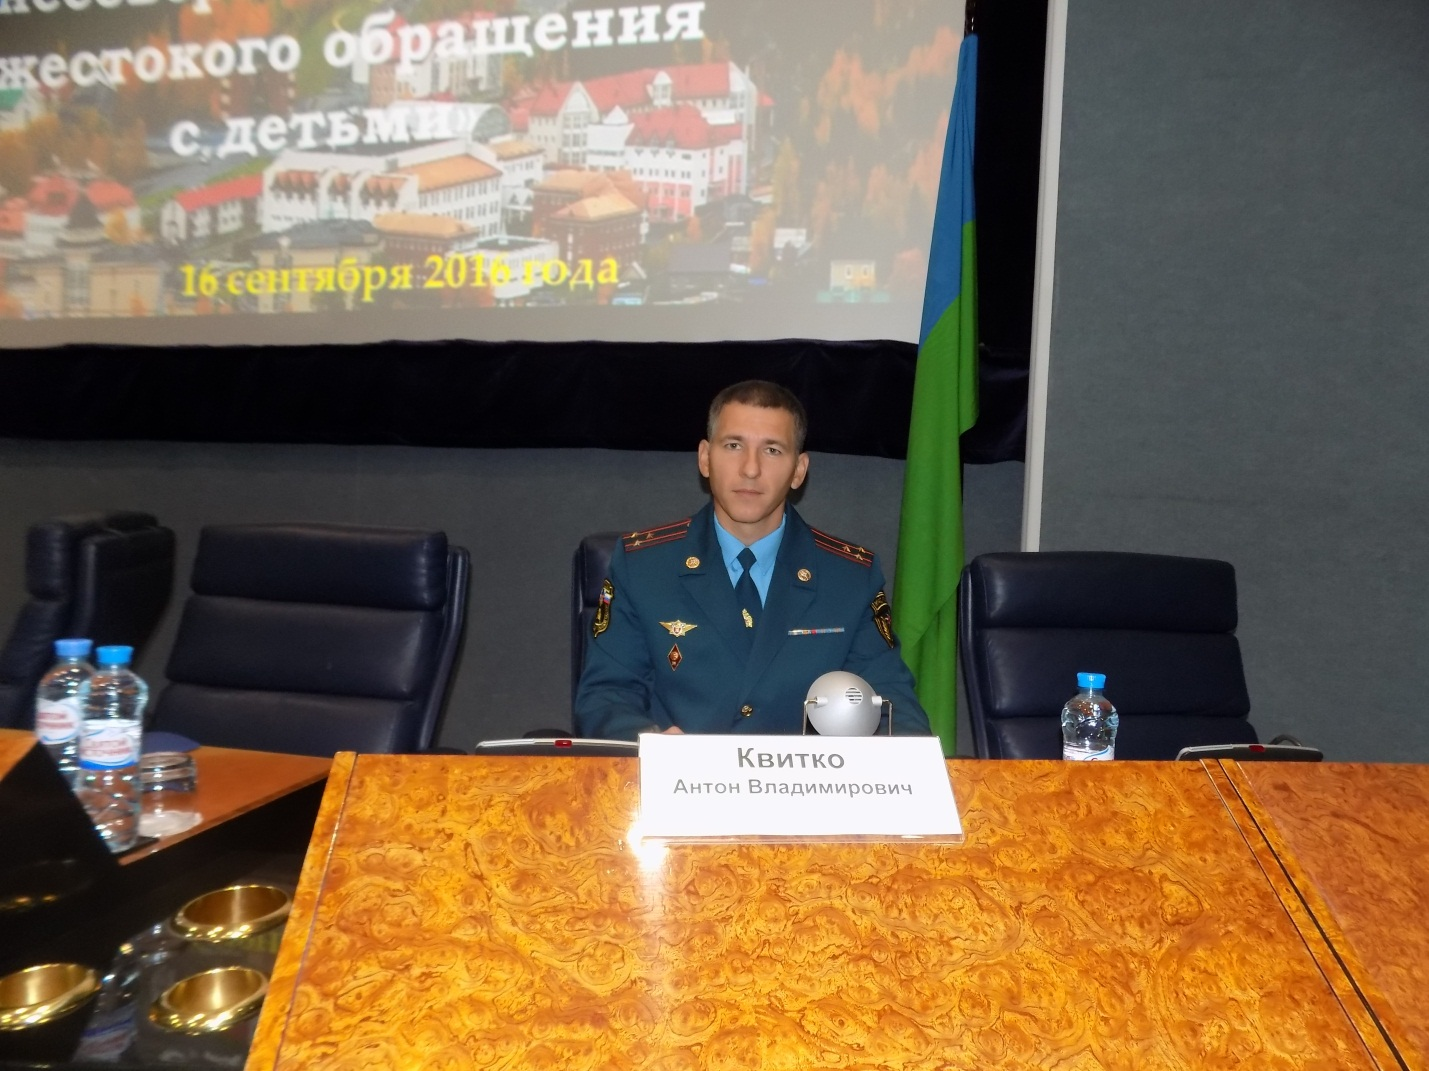 жестокого обращения
с детьми»
16 сентября 2016 года
Квитко
Антон Владимирович